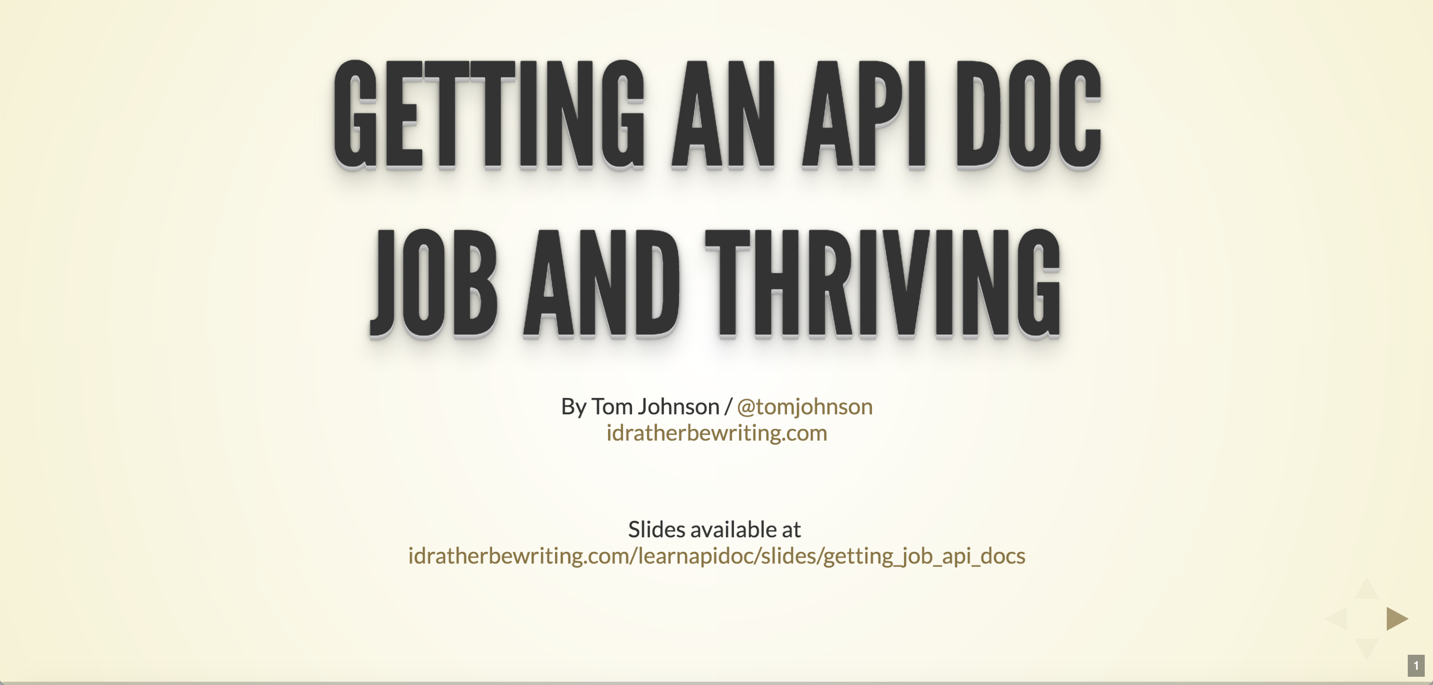 GETTING AN API DOC
JOB AND THRIVING
By Tom Johnson / @tomjohnson
idratherbewriting.com
Slides available at
idratherbewriting.com/learnapidoc/slides/getting_job_api_docs
1